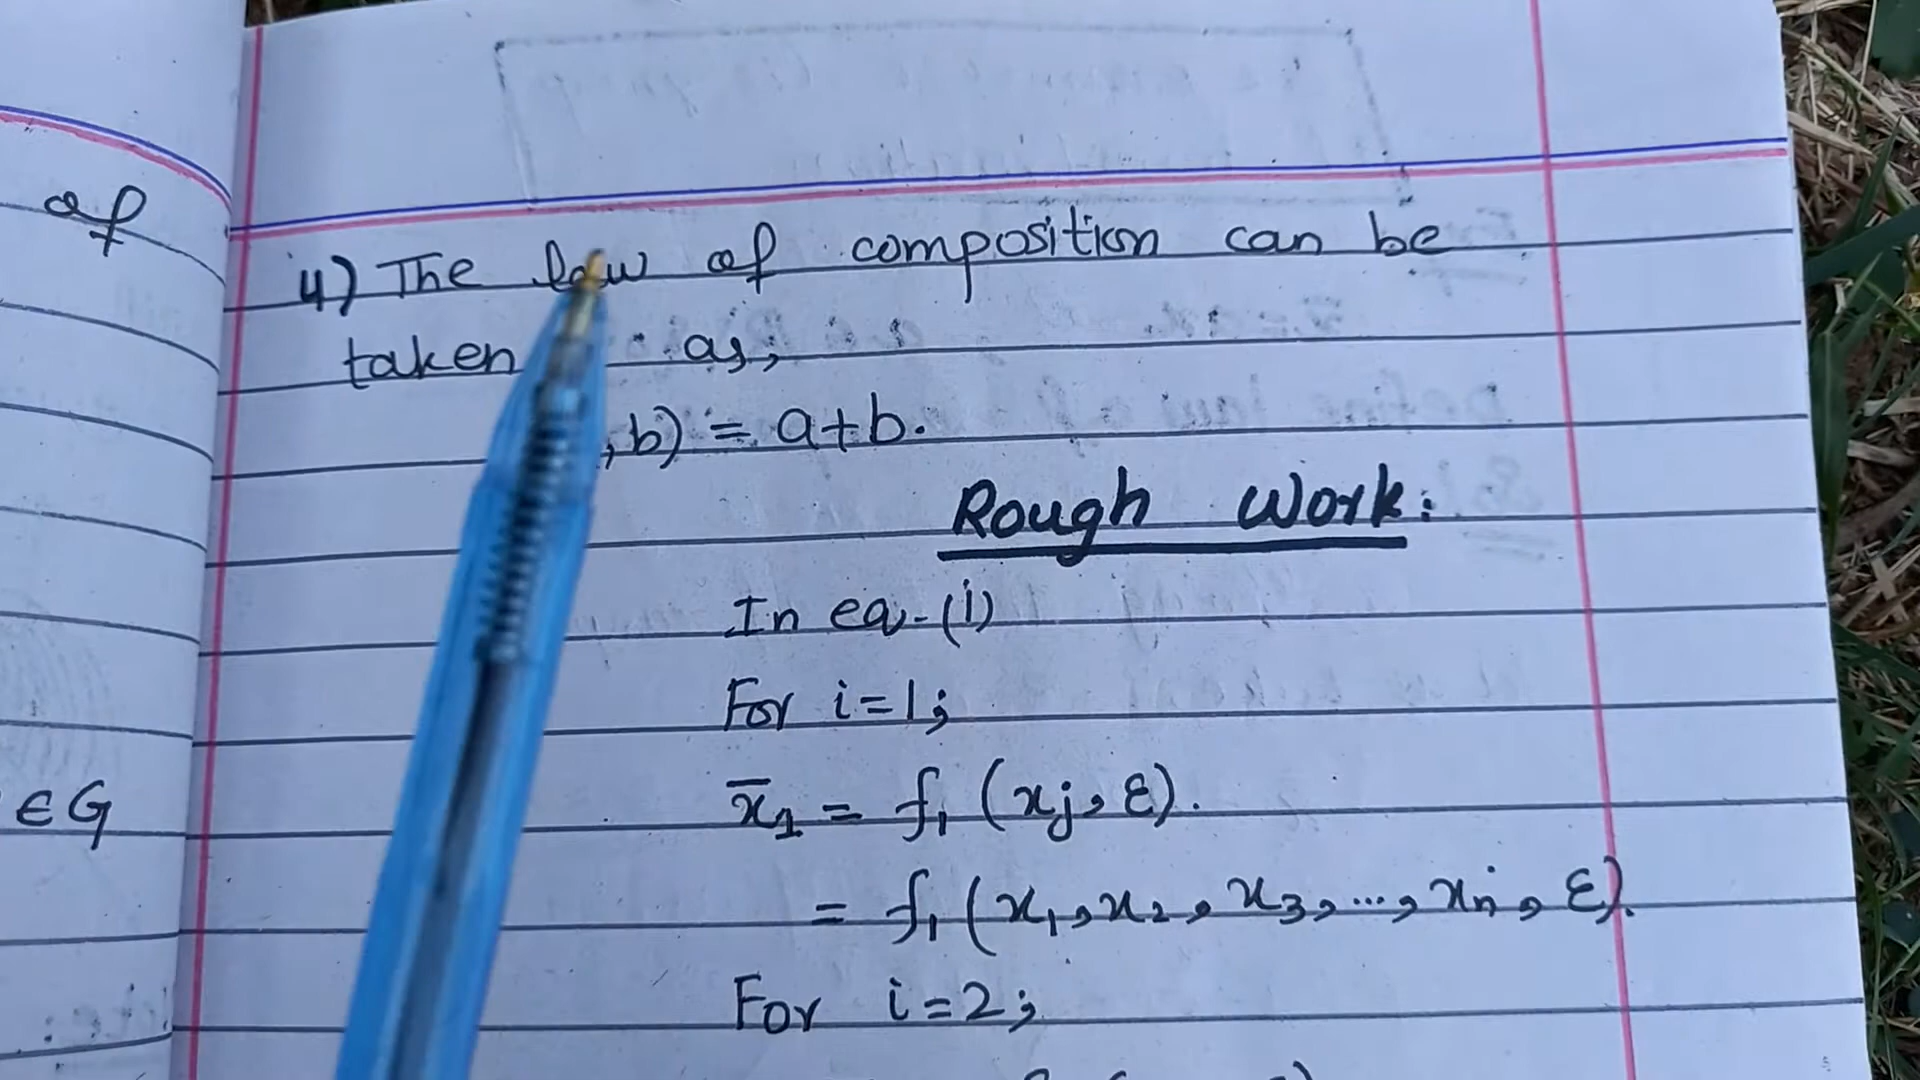 of
∈ G
4) The law of composition can be
taken as,
,b) = a+b.
Rough Work:
In eq-(i)
For i=1;
x̄₁ = f₁ (xj, ε).
= f₁ (x₁, x₂, x₃, ..., xn, ε).
For i=2;